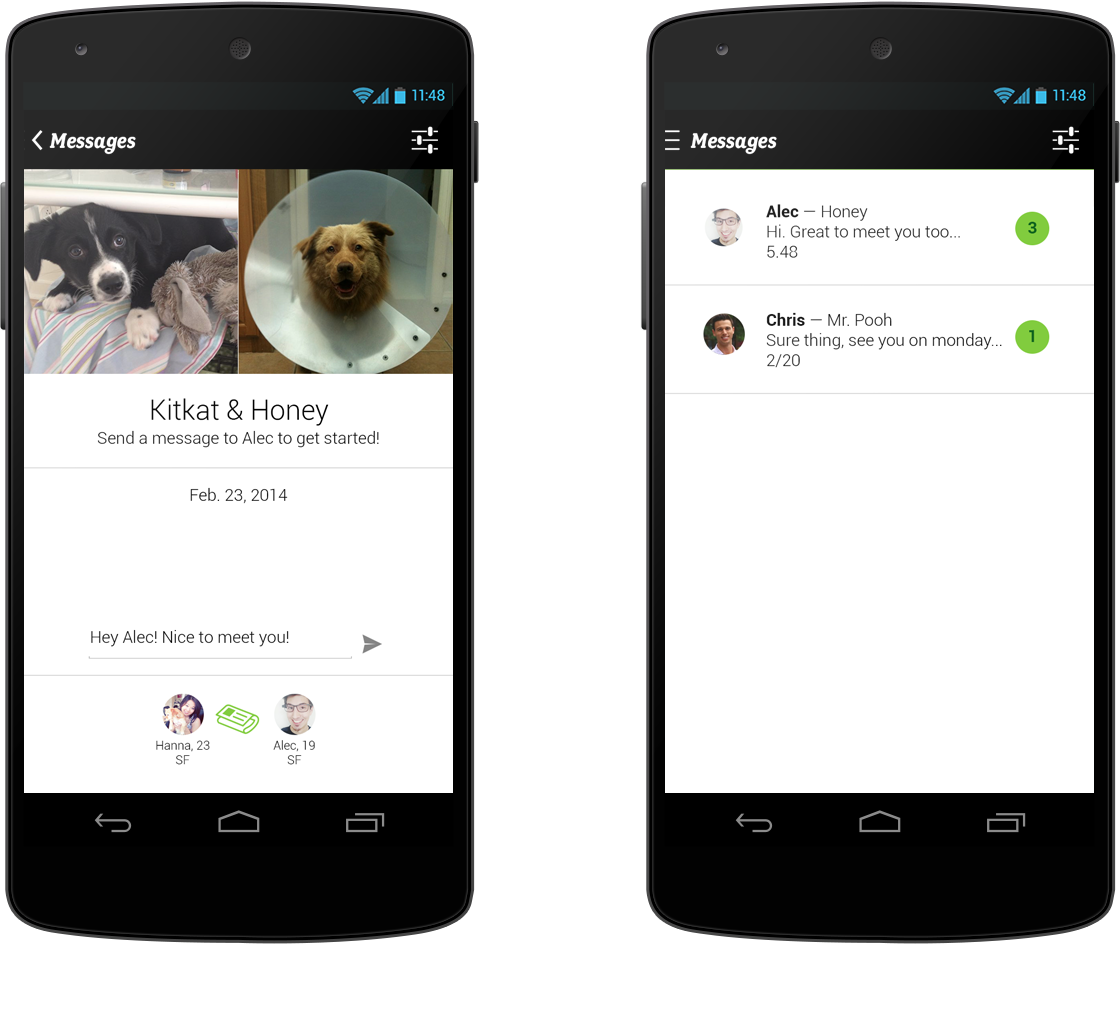 11:48
Messages
Kitkat & Honey
Send a message to Alec to get started!
Feb. 23, 2014
Hey Alec! Nice to meet you!
Hanna, 23
SF
Alec, 19
SF
11:48
Messages
Alec — Honey
Hi. Great to meet you too...
5.48
3
Chris — Mr. Pooh
Sure thing, see you on monday...
2/20
1